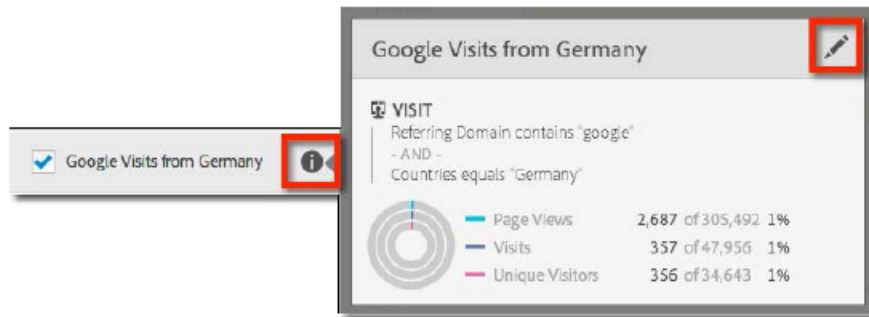 Google Visits from Germany
Google Visits from Germany
VISIT
Referring Domain contains "google"
- AND -
Countries equals "Germany"
Page Views 2,687 of 305,492 1%
Visits 357 of 47,956 1%
Unique Visitors 356 of 34,643 1%